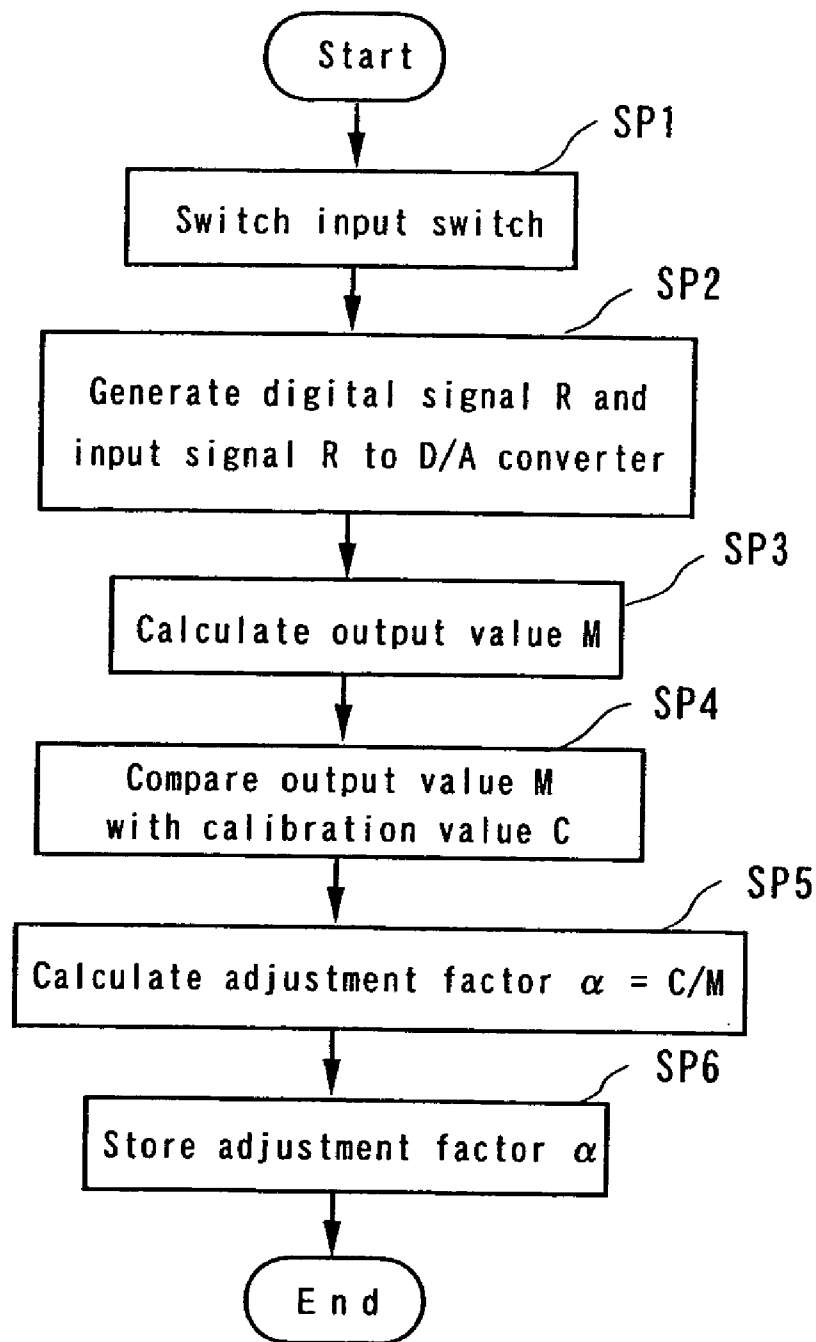 Start
SP1
Switch input switch
SP2
Generate digital signal R and
input signal R to D/A converter
SP3
Calculate output value M
SP4
Compare output value M
with calibration value C
SP5
Calculate adjustment factor α = C/M
SP6
Store adjustment factor α
End